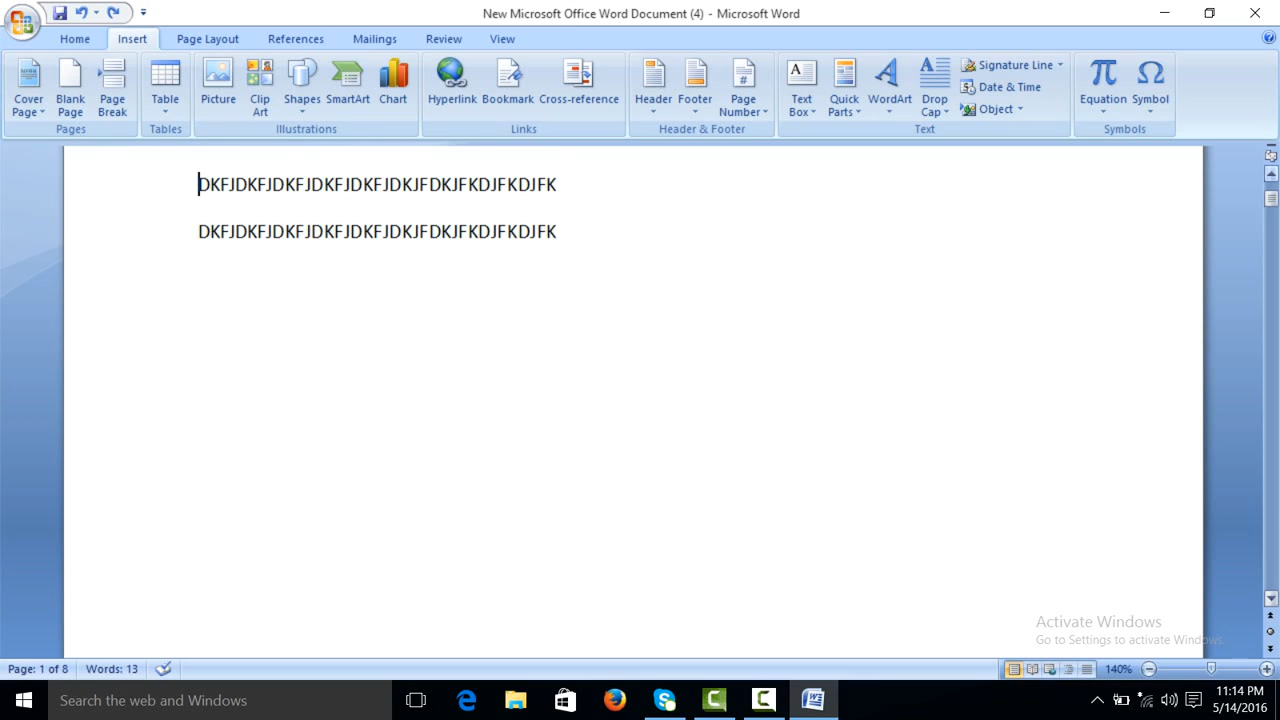 New Microsoft Office Word Document (4) - Microsoft Word
Home Insert Page Layout References Mailings Review View
Cover Page Blank Page Page Break Table Picture Clip Art Shapes SmartArt Chart Hyperlink Bookmark Cross-reference Header Footer Page Number Text Box Quick Parts WordArt Drop Cap Signature Line Date & Time Object Equation Symbol
Pages Tables Illustrations Links Header & Footer Text Symbols
DKFJDKFJDKFJDKFJDKFJDKJFDKJFKDJFKDJFK
DKFJDKFJDKFJDKFJDKFJDKJFDKJFKDJFKDJFK
Activate Windows
Go to Settings to activate Windows.
Page: 1 of 8 Words: 13 140%
Search the web and Windows
11:14 PM
5/14/2016